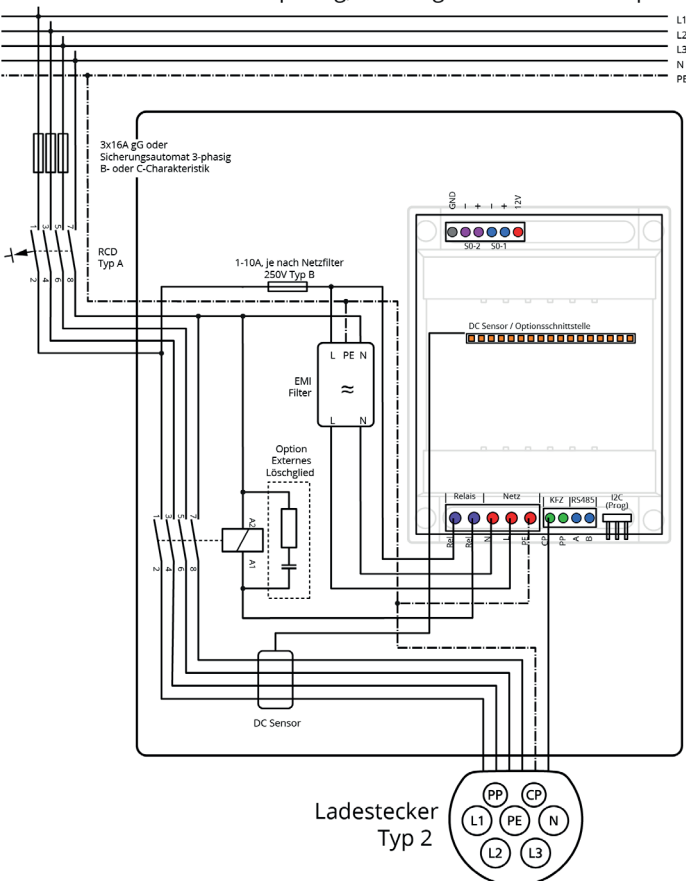 L1
L2
L3
N
PE
3x16A gG oder
Sicherungsautomat 3-phasig
B- oder C-Charakteristik
1 3 5 7
2 4 6 8
RCD
Typ A
1-10A, je nach Netzfilter
250V Typ B
GND - + - + 12V
S0-2 S0-1
DC Sensor / Optionsschnittstelle
L PE N
EMI
Filter
≈
L N
Option
Externes
Löschglied
Relais Netz KFZ RS485 I2C
(Prog)
Rel Rel N L PE CP PP A B
1 3 5 7
2 4 6 8
A2
A1
DC Sensor
Ladestecker
Typ 2
PP CP
L1 PE N
L2 L3